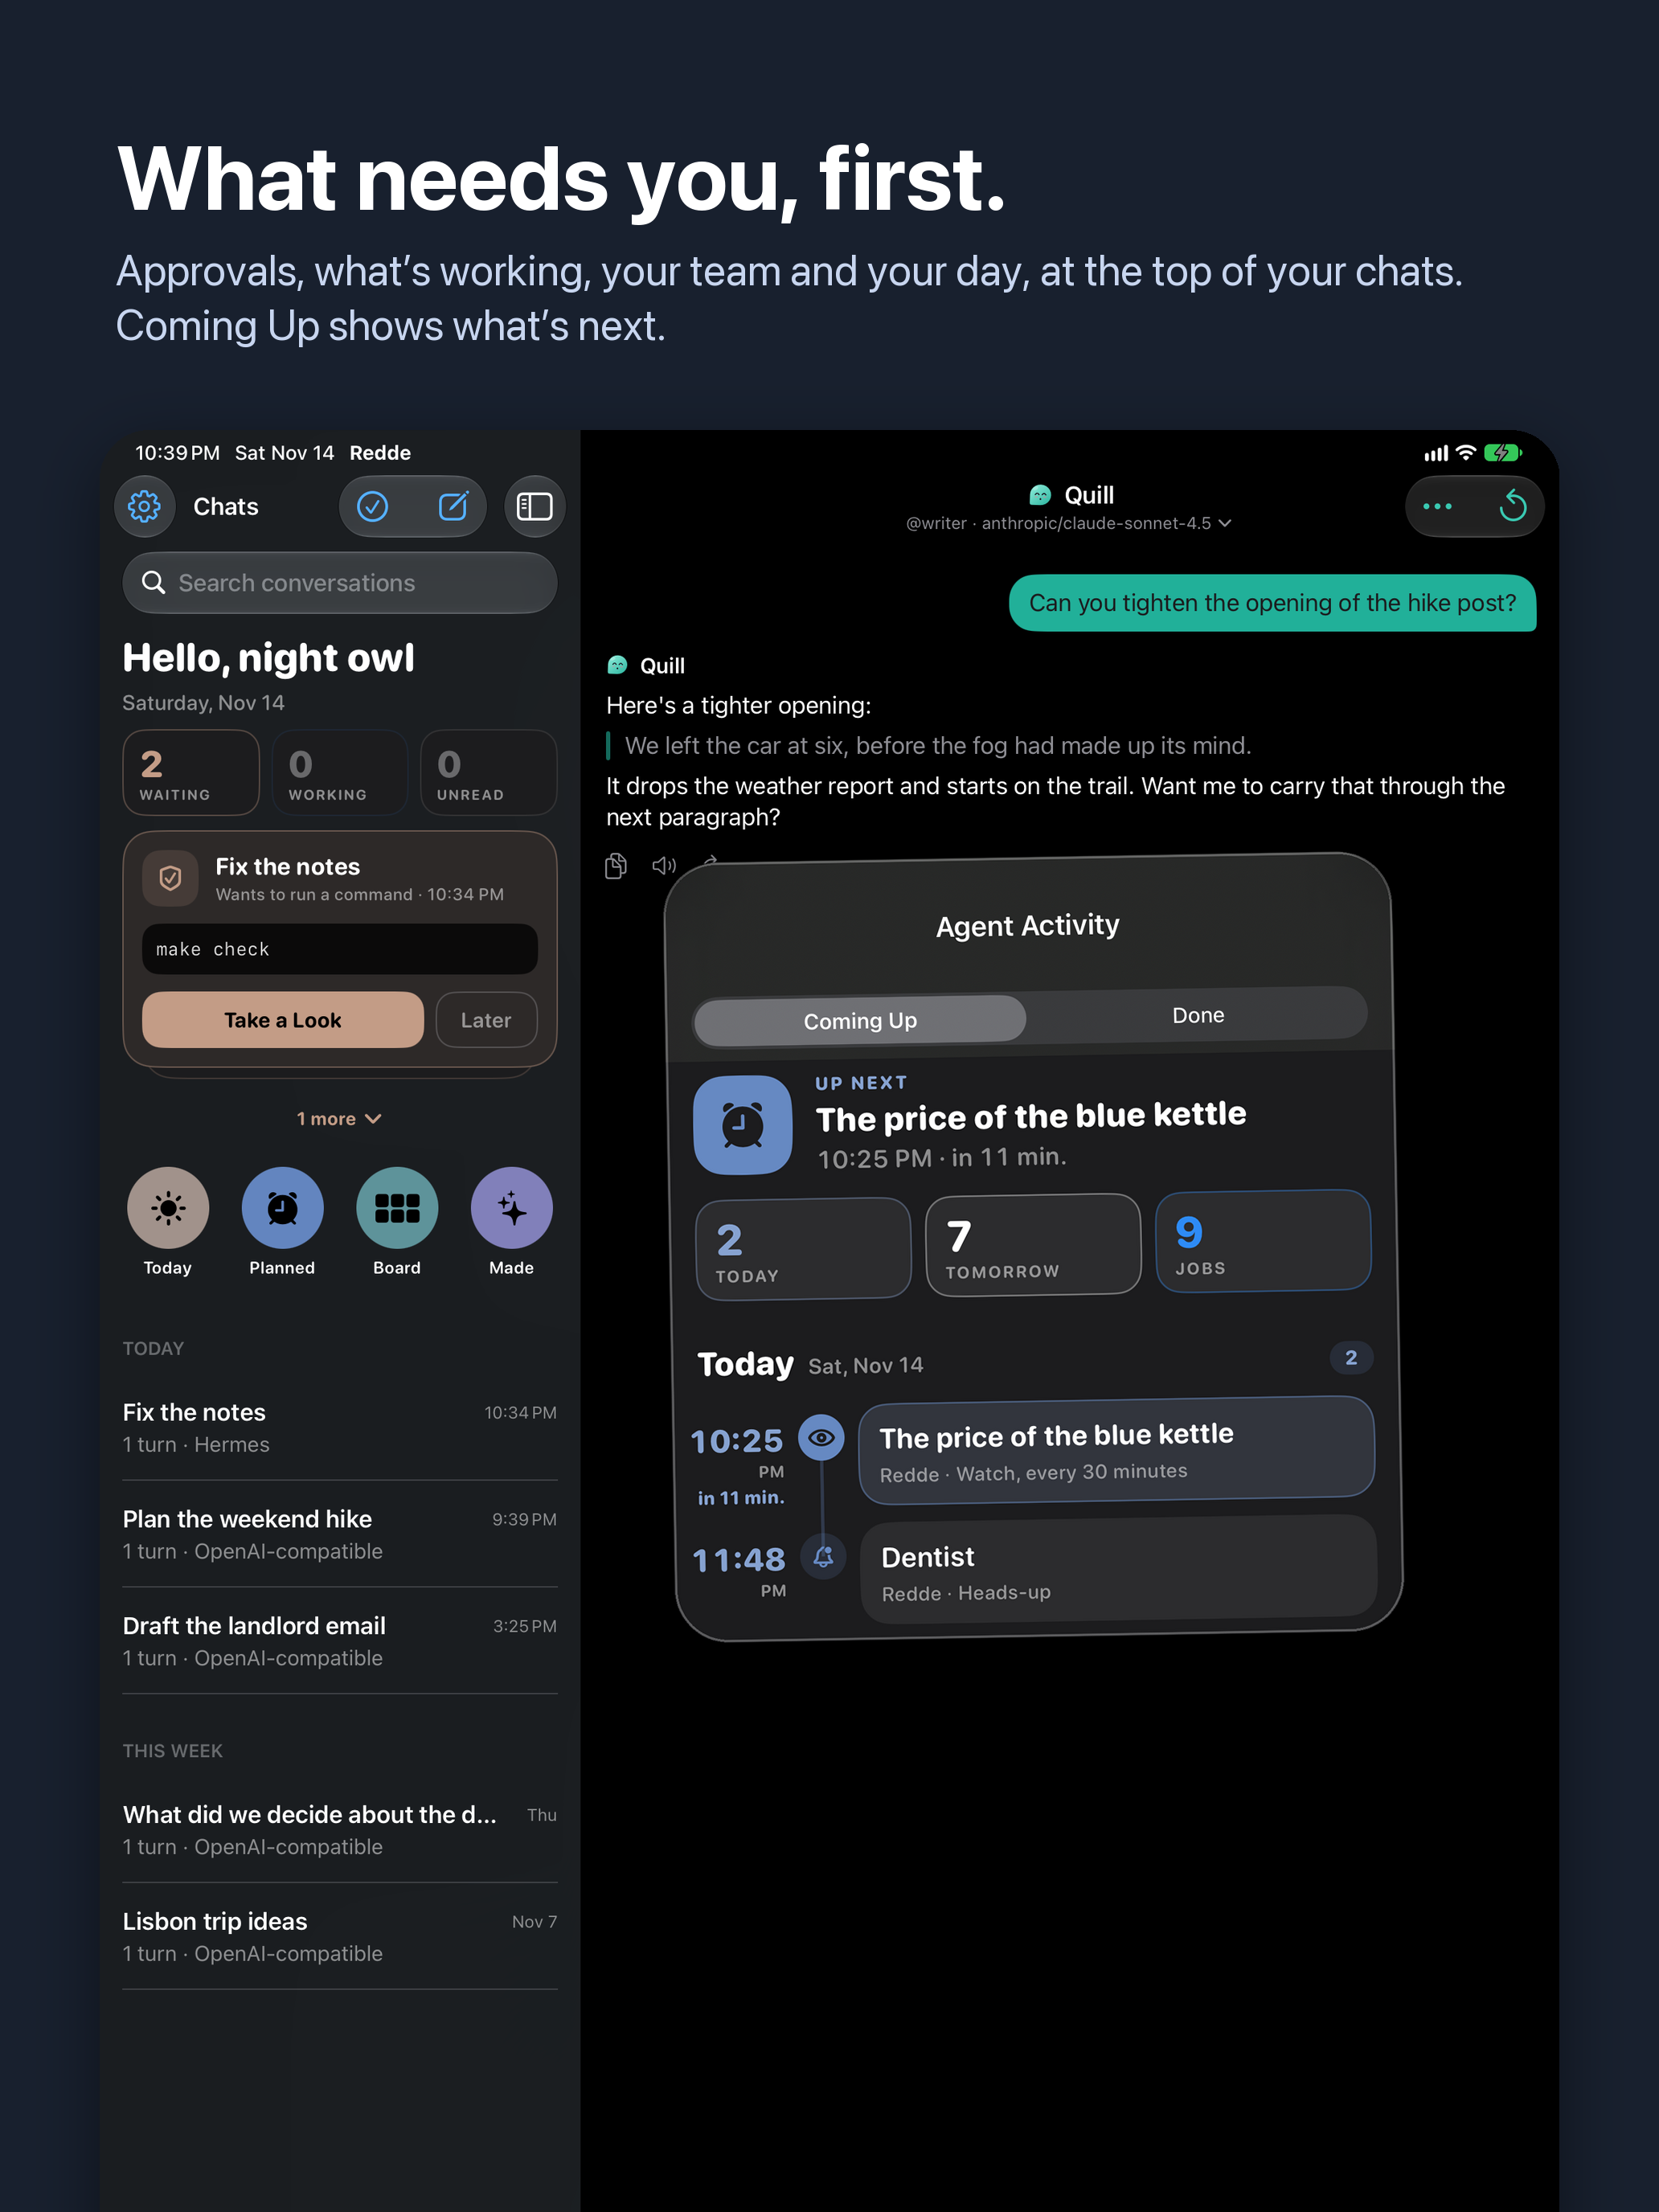 What needs you, first.
Approvals, what’s working, your team and your day, at the top of your chats.
Coming Up shows what’s next.
10:39 PM Sat Nov 14 Redde
Chats
Search conversations
Hello, night owl
Saturday, Nov 14
2
WAITING
0
WORKING
0
UNREAD
Fix the notes
Wants to run a command · 10:34 PM
make check
Take a Look
Later
1 more
Today
Planned
Board
Made
TODAY
Fix the notes
10:34 PM
1 turn · Hermes
Plan the weekend hike
9:39 PM
1 turn · OpenAI-compatible
Draft the landlord email
3:25 PM
1 turn · OpenAI-compatible
THIS WEEK
What did we decide about the d...
Thu
1 turn · OpenAI-compatible
Lisbon trip ideas
Nov 7
1 turn · OpenAI-compatible
Quill
@writer · anthropic/claude-sonnet-4.5
Can you tighten the opening of the hike post?
Quill
Here's a tighter opening:
We left the car at six, before the fog had made up its mind.
It drops the weather report and starts on the trail. Want me to carry that through the
next paragraph?
Agent Activity
Coming Up
Done
UP NEXT
The price of the blue kettle
10:25 PM · in 11 min.
2
TODAY
7
TOMORROW
9
JOBS
Today Sat, Nov 14
2
10:25
PM
in 11 min.
The price of the blue kettle
Redde · Watch, every 30 minutes
11:48
PM
Dentist
Redde · Heads-up